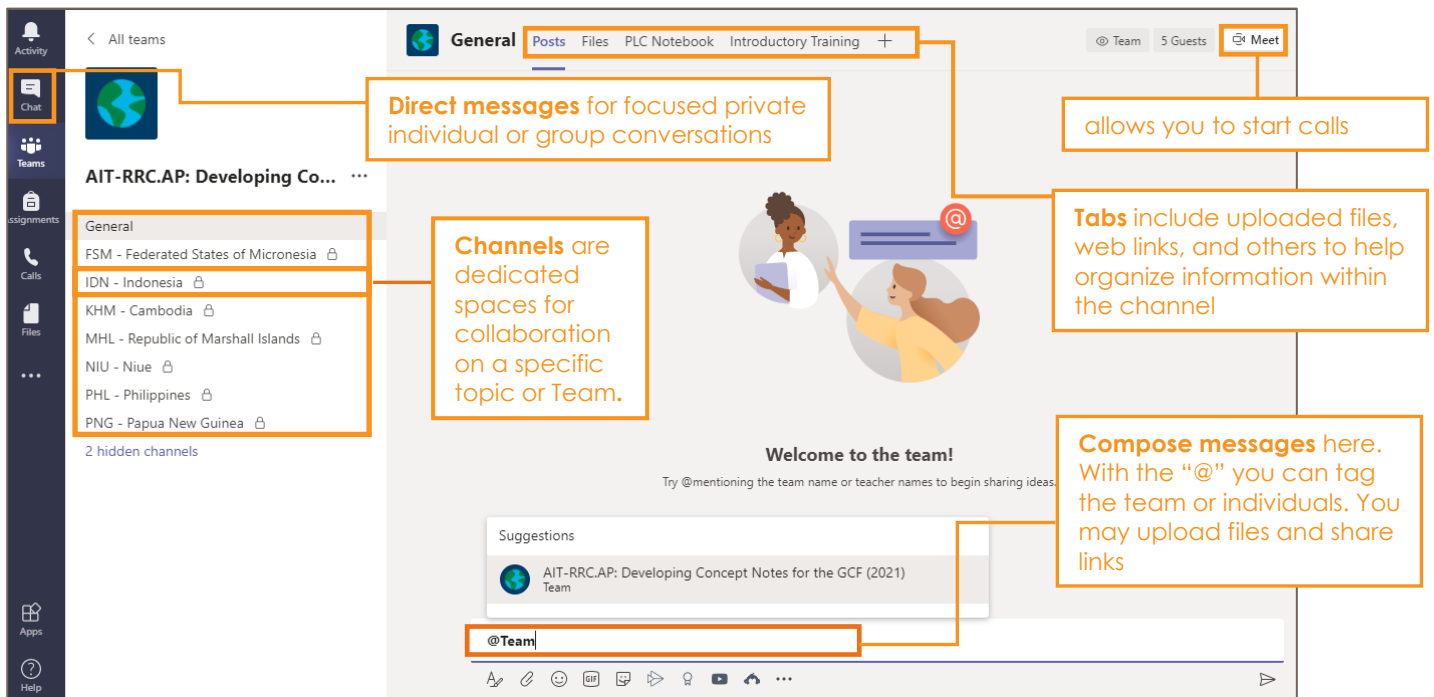 Activity
Chat
Teams
ssignments
Calls
Files
Apps
Help
All teams
AIT-RRC.AP: Developing Co... ...
General
FSM - Federated States of Micronesia
IDN - Indonesia
KHM - Cambodia
MHL - Republic of Marshall Islands
NIU - Niue
PHL - Philippines
PNG - Papua New Guinea
2 hidden channels
General Posts Files PLC Notebook Introductory Training +
Team 5 Guests Meet
Direct messages for focused private
individual or group conversations
allows you to start calls
Channels are
dedicated
spaces for
collaboration
on a specific
topic or Team.
@
Tabs include uploaded files,
web links, and others to help
organize information within
the channel
Welcome to the team!
Try @mentioning the team name or teacher names to begin sharing ideas.
Compose messages here.
With the “@” you can tag
the team or individuals. You
may upload files and share
links
Suggestions
AIT-RRC.AP: Developing Concept Notes for the GCF (2021)
Team
@Team
GIF